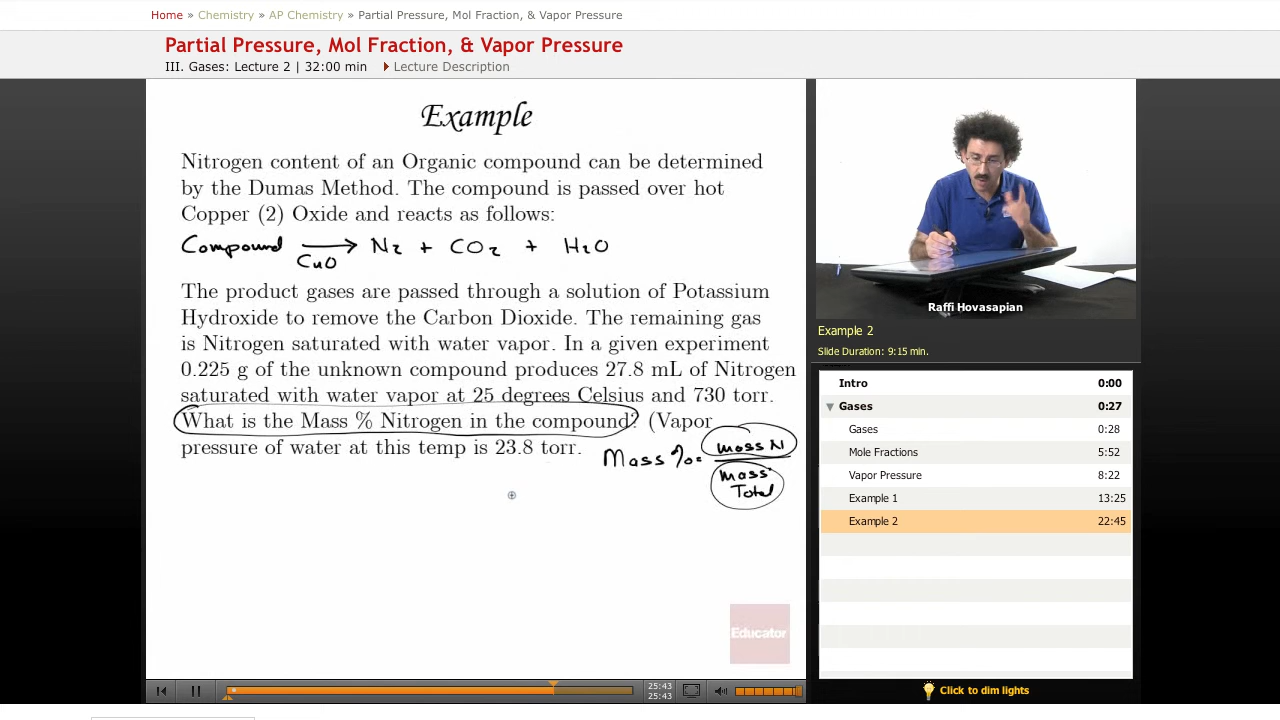 Home » Chemistry » AP Chemistry » Partial Pressure, Mol Fraction, & Vapor Pressure
Partial Pressure, Mol Fraction, & Vapor Pressure
III. Gases: Lecture 2 | 32:00 min Lecture Description
Example
Nitrogen content of an Organic compound can be determined
by the Dumas Method. The compound is passed over hot
Copper (2) Oxide and reacts as follows:
Compound → N₂ + CO₂ + H₂O
CuO
The product gases are passed through a solution of Potassium
Hydroxide to remove the Carbon Dioxide. The remaining gas
is Nitrogen saturated with water vapor. In a given experiment
0.225 g of the unknown compound produces 27.8 mL of Nitrogen
saturated with water vapor at 25 degrees Celsius and 730 torr.
What is the Mass % Nitrogen in the compound? (Vapor
pressure of water at this temp is 23.8 torr.
Mass % = mass N
mass
Total
Educator
25:43
25:43
Raffi Hovasapian
Example 2
Slide Duration: 9:15 min.
Intro 0:00
Gases 0:27
Gases 0:28
Mole Fractions 5:52
Vapor Pressure 8:22
Example 1 13:25
Example 2 22:45
Click to dim lights